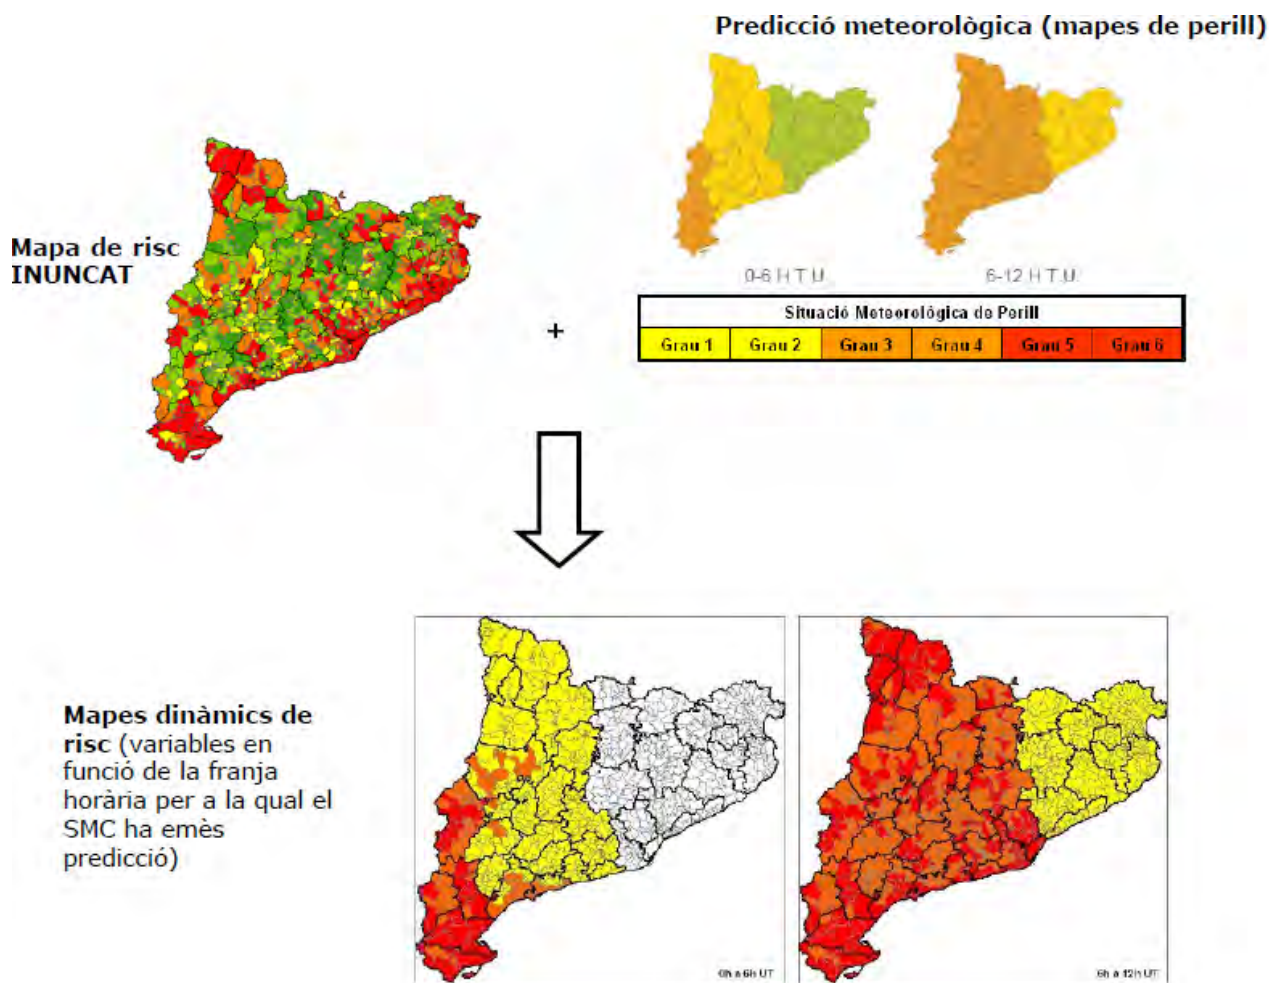 Predicció meteorològica (mapes de perill)
Mapa de risc
INUNCAT
0-6 H T.U.
6-12 H T.U.
+
Situació Meteorológica de Perill
Grau 1 Grau 2 Grau 3 Grau 4 Grau 5 Grau 6
Mapes dinàmics de
risc (variables en
funció de la franja
horària per a la qual el
SMC ha emès
predicció)
0h a 6h UT
6h a 12h UT